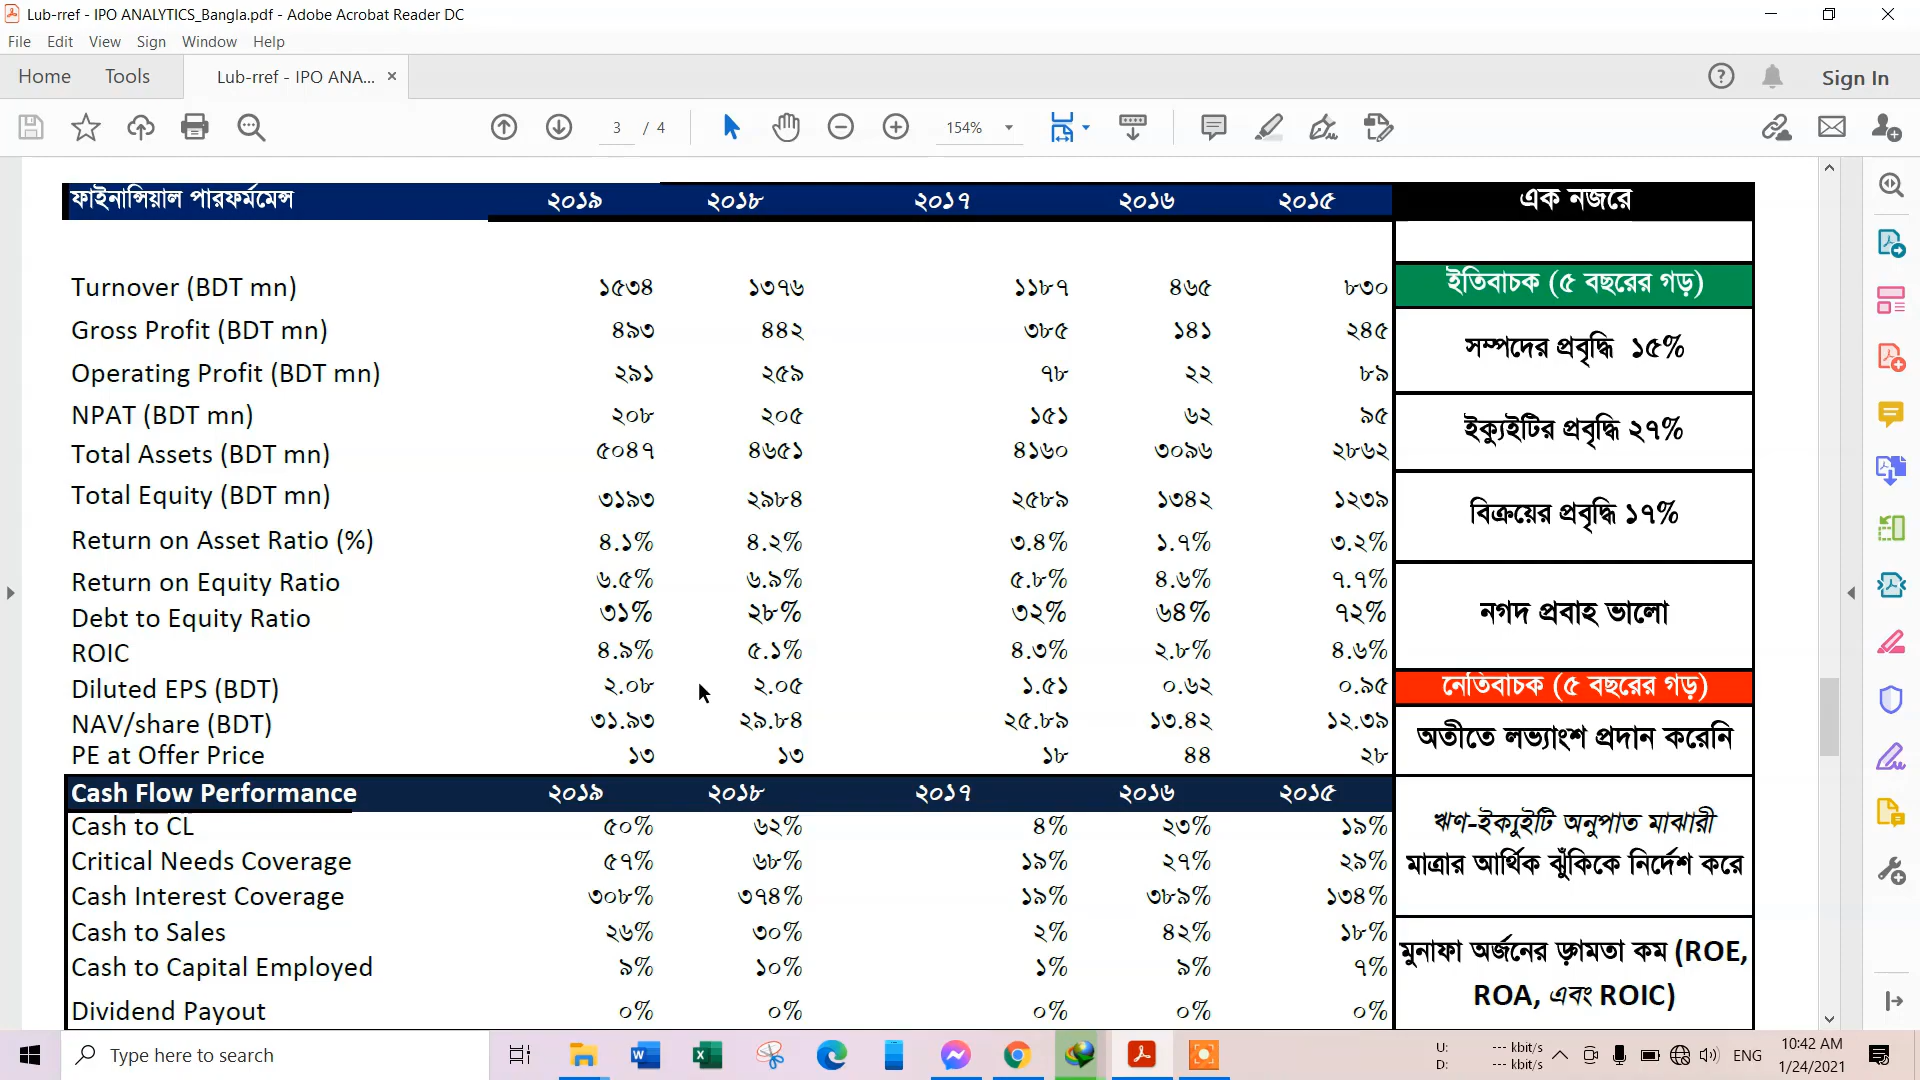 Lub-rref - IPO ANALYTICS_Bangla.pdf - Adobe Acrobat Reader DC
File Edit View Sign Window Help
Home Tools Lub-rref - IPO ANA... × Sign In
3 / 4 154%
ফাইনান্সিয়াল পারফর্মমেন্স ২০১৯ ২০১৮ ২০১৭ ২০১৬ ২০১৫ এক নজরে
Turnover (BDT mn) ১৫৩৪ ১৩৭৬ ১১৮৭ ৪৬৫ ৮৩০ ইতিবাচক (৫ বছরের গড়)
Gross Profit (BDT mn) ৪৯৩ ৪৪২ ৩৮৫ ১৪১ ২৪৫
সম্পদের প্রবৃদ্ধি ১৫%
Operating Profit (BDT mn) ২৯১ ২৫৯ ৭৮ ২২ ৮৯
NPAT (BDT mn) ২০৮ ২০৫ ১৫১ ৬২ ৯৫
ইক্যুইটির প্রবৃদ্ধি ২৭%
Total Assets (BDT mn) ৫০৪৭ ৪৬৫১ ৪১৬০ ৩০৯৬ ২৮৬২
Total Equity (BDT mn) ৩১৯৩ ২৯৮৪ ২৫৮৯ ১৩৪২ ১২৩৯
বিক্রয়ের প্রবৃদ্ধি ১৭%
Return on Asset Ratio (%) ৪.১% ৪.২% ৩.৪% ১.৭% ৩.২%
Return on Equity Ratio ৬.৫% ৬.৯% ৫.৮% ৪.৬% ৭.৭%
Debt to Equity Ratio ৩১% ২৮% ৩২% ৬৪% ৭২%
নগদ প্রবাহ ভালো
ROIC ৪.৯% ৫.১% ৪.৩% ২.৮% ৪.৬%
Diluted EPS (BDT) ২.০৮ ২.০৫ ১.৫১ ০.৬২ ০.৯৫ নেতিবাচক (৫ বছরের গড়)
NAV/share (BDT) ৩১.৯৩ ২৯.৮৪ ২৫.৮৯ ১৩.৪২ ১২.৩৯
অতীতে লভ্যাংশ প্রদান করেনি
PE at Offer Price ১৩ ১৩ ১৮ ৪৪ ২৮
Cash Flow Performance ২০১৯ ২০১৮ ২০১৭ ২০১৬ ২০১৫
Cash to CL ৫০% ৬২% ৪% ২৩% ১৯% ঋণ-ইক্যুইটি অনুপাত মাঝারী
Critical Needs Coverage ৫৭% ৬৮% ১৯% ২৭% ২৯% মাত্রার আর্থিক ঝুঁকিকে নির্দেশ করে
Cash Interest Coverage ৩০৮% ৩৭৪% ১৯% ৩৮৯% ১৩৪%
Cash to Sales ২৬% ৩০% ২% ৪২% ১৮%
মুনাফা অর্জনের কম (ROE,
Cash to Capital Employed ৯% ১০% ১% ৯% ৭%
ROA, এবং ROIC)
Dividend Payout ০% ০% ০% ০% ০%
Type here to search
U: --- kbit/s
D: --- kbit/s
ENG
10:42 AM
1/24/2021